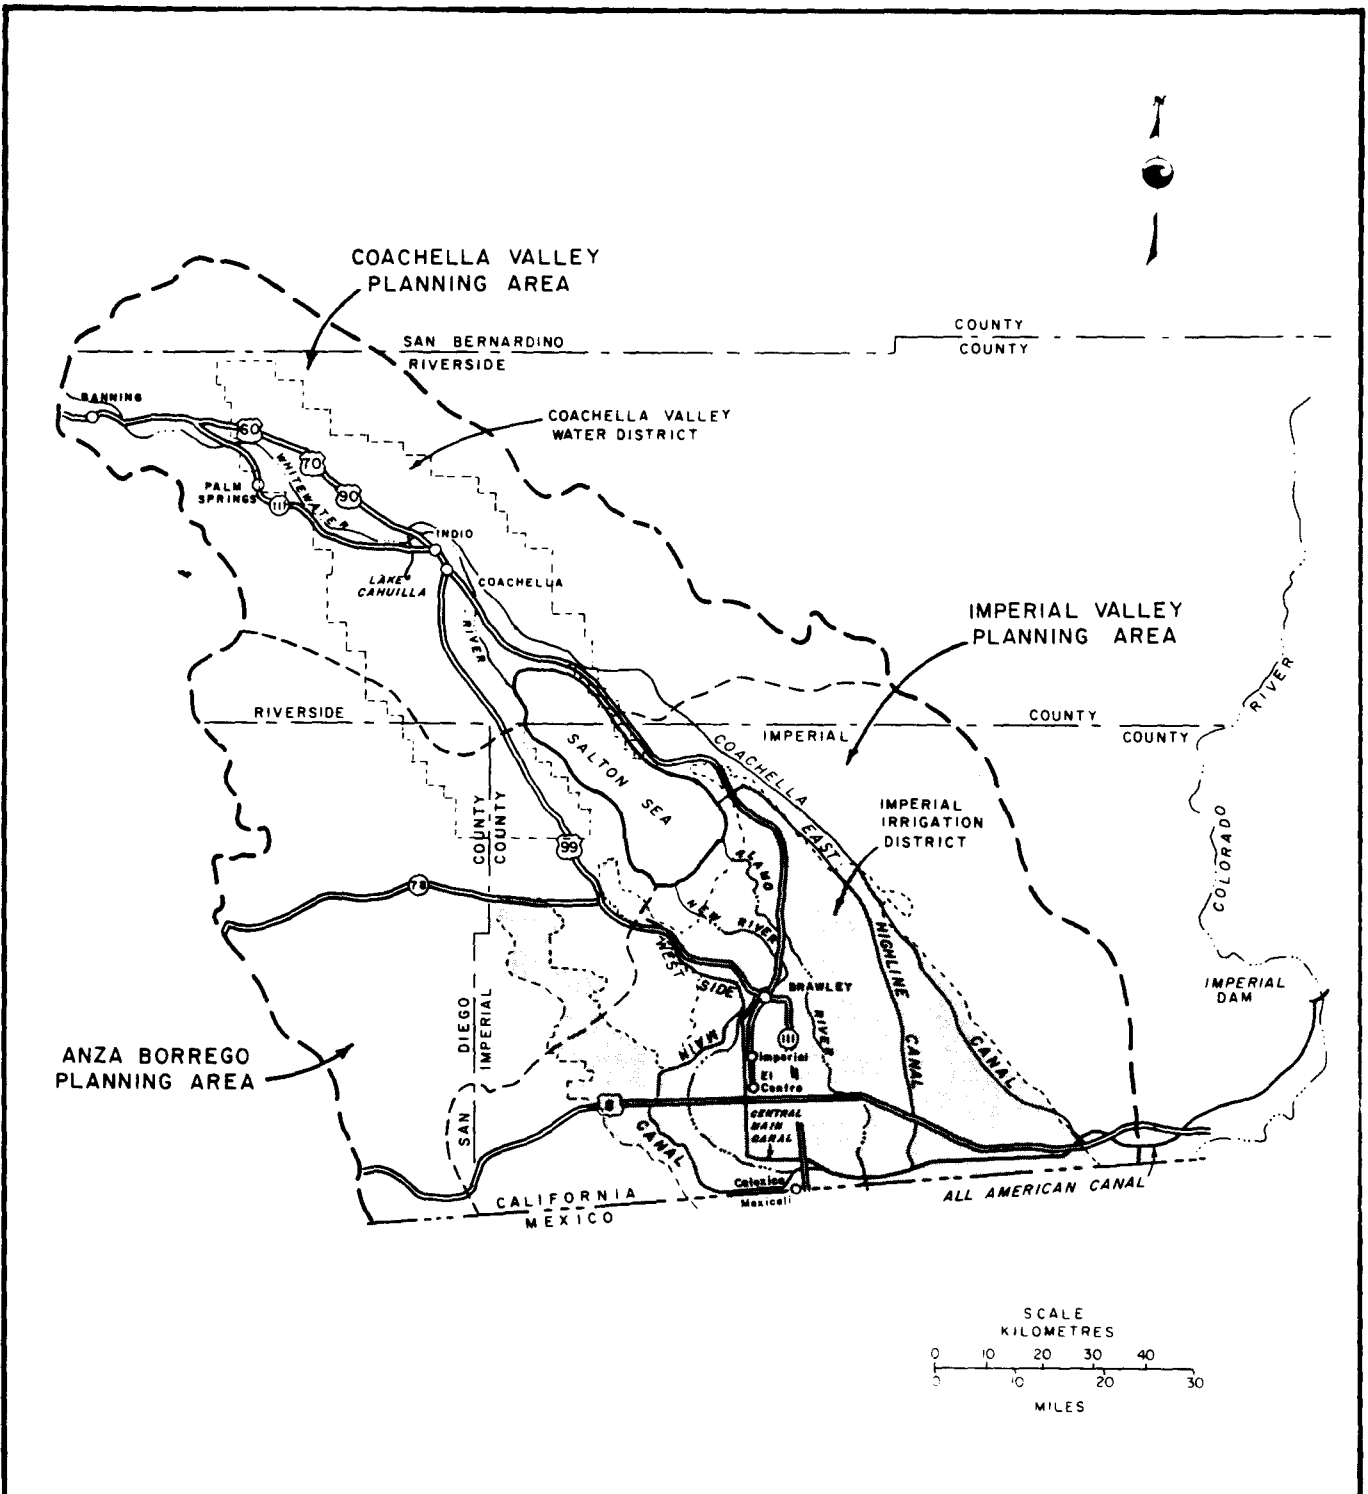 N
COACHELLA VALLEY
PLANNING AREA
COUNTY
SAN BERNARDINO
COUNTY
RIVERSIDE
BANNING
COACHELLA VALLEY
WATER DISTRICT
60
70
WHITEWATER
PALM
SPRINGS
90
111
INDIO
LAKE
CAHUILLA
COACHELLA
IMPERIAL VALLEY
PLANNING AREA
RIVER
RIVER
RIVERSIDE
COUNTY
IMPERIAL
COUNTY
SALTON SEA
COACHELLA
COUNTY
COUNTY
IMPERIAL
IRRIGATION
DISTRICT
EAST
COLORADO
99
ALAMO
78
NEW RIVER
HIGHLINE
WEST SIDE
BRAWLEY
IMPERIAL
DAM
SAN DIEGO
IMPERIAL
MAIN
RIVER
111
ANZA BORREGO
PLANNING AREA
Imperial
El
Centro
CANAL
CANAL
8
CENTRAL
MAIN
CANAL
CANAL
Calexico
Mexicali
ALL AMERICAN CANAL
CALIFORNIA
MEXICO
SCALE
KILOMETRES
0 10 20 30 40
0 10 20 30
MILES